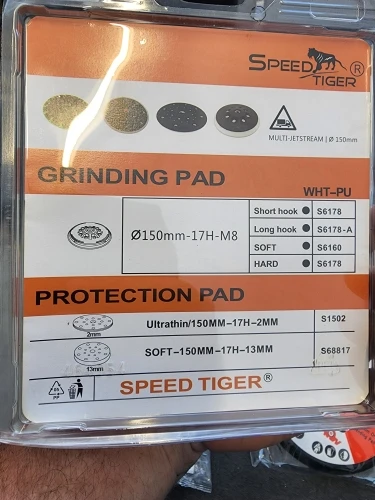 SPEED TIGER®
MULTI-JETSTREAM | Ø 150mm
GRINDING PAD
WHT-PU
Ø150mm-17H-M8
Short hook ● S6178
Long hook ● S6178-A
SOFT ● S6160
HARD ● S6178
PROTECTION PAD
2mm
Ultrathin/150MM-17H-2MM S1502
13mm
SOFT-150MM-17H-13MM S68817
PP
SPEED TIGER®